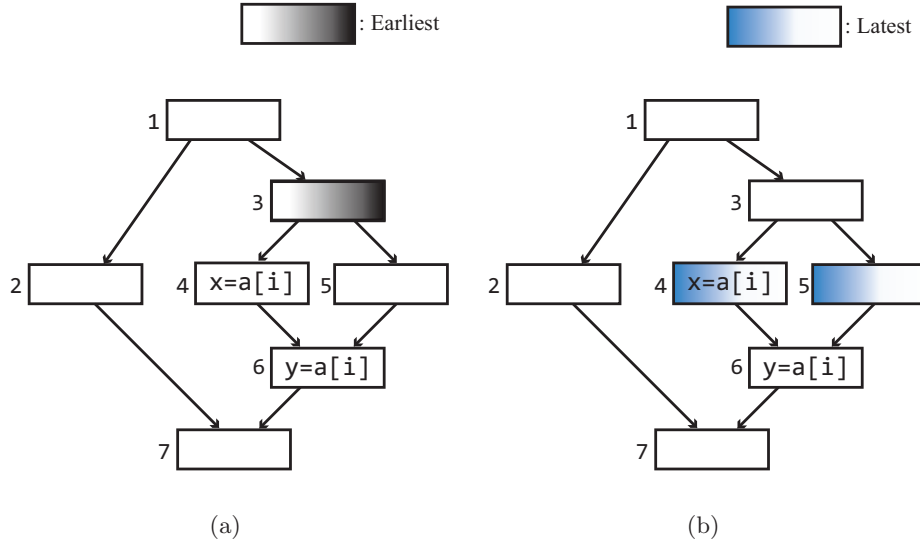 : Earliest
: Latest
1
3
2
4 x=a[i]
5
6 y=a[i]
7
(a)
1
3
2
4 x=a[i]
5
6 y=a[i]
7
(b)